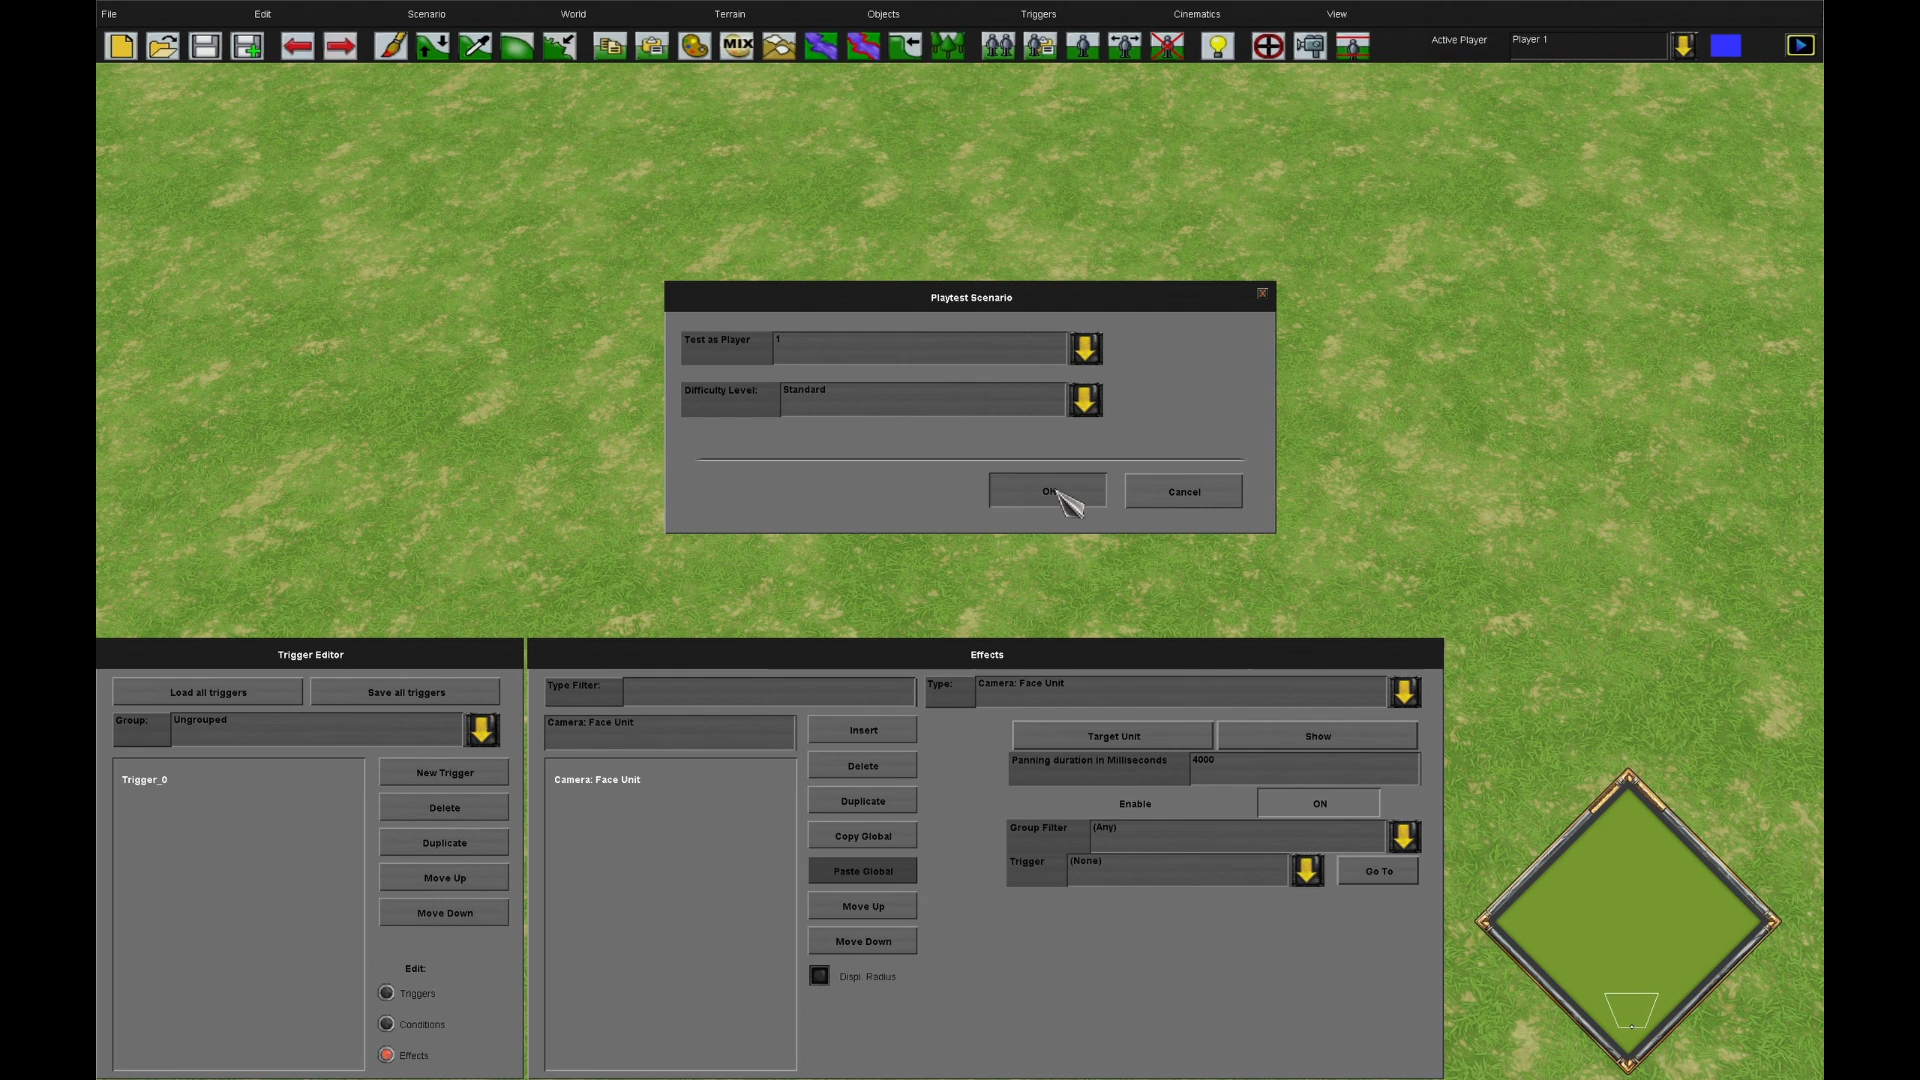 File Edit Scenario World Terrain Objects Triggers Cinematics View
MIX Active Player Player 1
Playtest Scenario
Test as Player 1
Difficulty Level: Standard
OK Cancel
Trigger Editor
Load all triggers Save all triggers
Group: Ungrouped
Trigger_0
New Trigger
Delete
Duplicate
Move Up
Move Down
Edit:
Triggers
Conditions
Effects
Effects
Type Filter: Type: Camera: Face Unit
Camera: Face Unit
Camera: Face Unit
Insert
Delete
Duplicate
Copy Global
Paste Global
Move Up
Move Down
Displ. Radius
Target Unit Show
Panning duration in Milliseconds 4000
Enable ON
Group Filter (Any)
Trigger (None) Go To